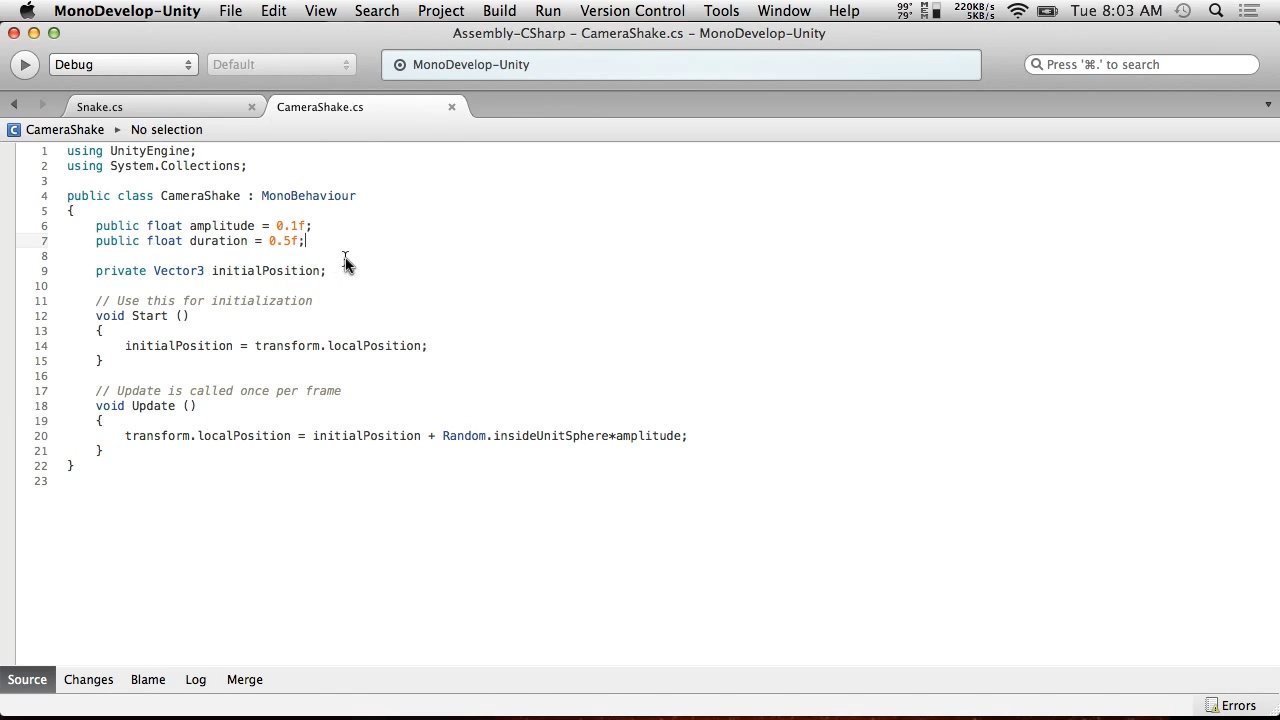 MonoDevelop-Unity File Edit View Search Project Build Run Version Control Tools Window Help 99° 79° MEM 220KB/s 5KB/s Tue 8:03 AM
Assembly-CSharp – CameraShake.cs – MonoDevelop-Unity
Debug Default MonoDevelop-Unity Press '⌘.' to search
Snake.cs CameraShake.cs
C CameraShake ▸ No selection
1 using UnityEngine;
2 using System.Collections;
3
4 public class CameraShake : MonoBehaviour
5 {
6 public float amplitude = 0.1f;
7 public float duration = 0.5f;
8
9 private Vector3 initialPosition;
10
11 // Use this for initialization
12 void Start ()
13 {
14 initialPosition = transform.localPosition;
15 }
16
17 // Update is called once per frame
18 void Update ()
19 {
20 transform.localPosition = initialPosition + Random.insideUnitSphere*amplitude;
21 }
22 }
23
Source Changes Blame Log Merge
Errors